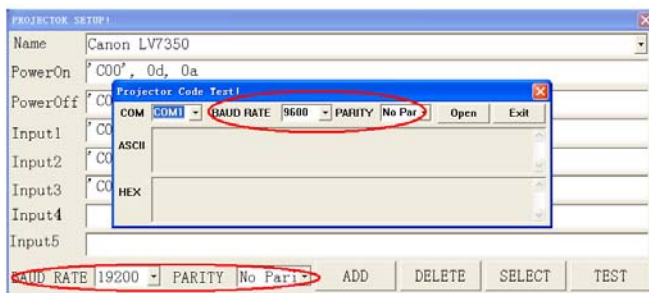 PROJECTOR SETUP!
Name Canon LV7350
PowerOn 'C00', 0d, 0a
Projector Code Test!
PowerOff 'C0
COM COM1 BAUD RATE 9600 PARITY No Par Open Exit
Input1 'C0
ASCII
Input2 'C0
Input3 'C0
HEX
Input4
Input5
BAUD RATE 19200 PARITY No Pari ADD DELETE SELECT TEST